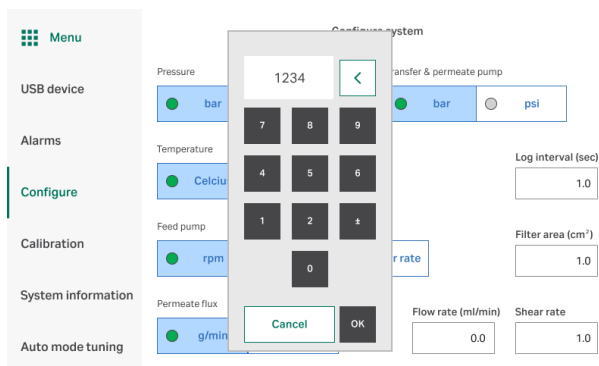 Menu
USB device
Alarms
Configure
Calibration
System information
Auto mode tuning
Configure system
Pressure
bar
ransfer & permeate pump
bar
psi
Temperature
Celciu
Log interval (sec)
1.0
Feed pump
rpm
r rate
Filter area (cm²)
1.0
Permeate flux
g/min
Flow rate (ml/min)
0.0
Shear rate
1.0
1234
<
7 8 9
4 5 6
1 2 ±
0
Cancel
OK